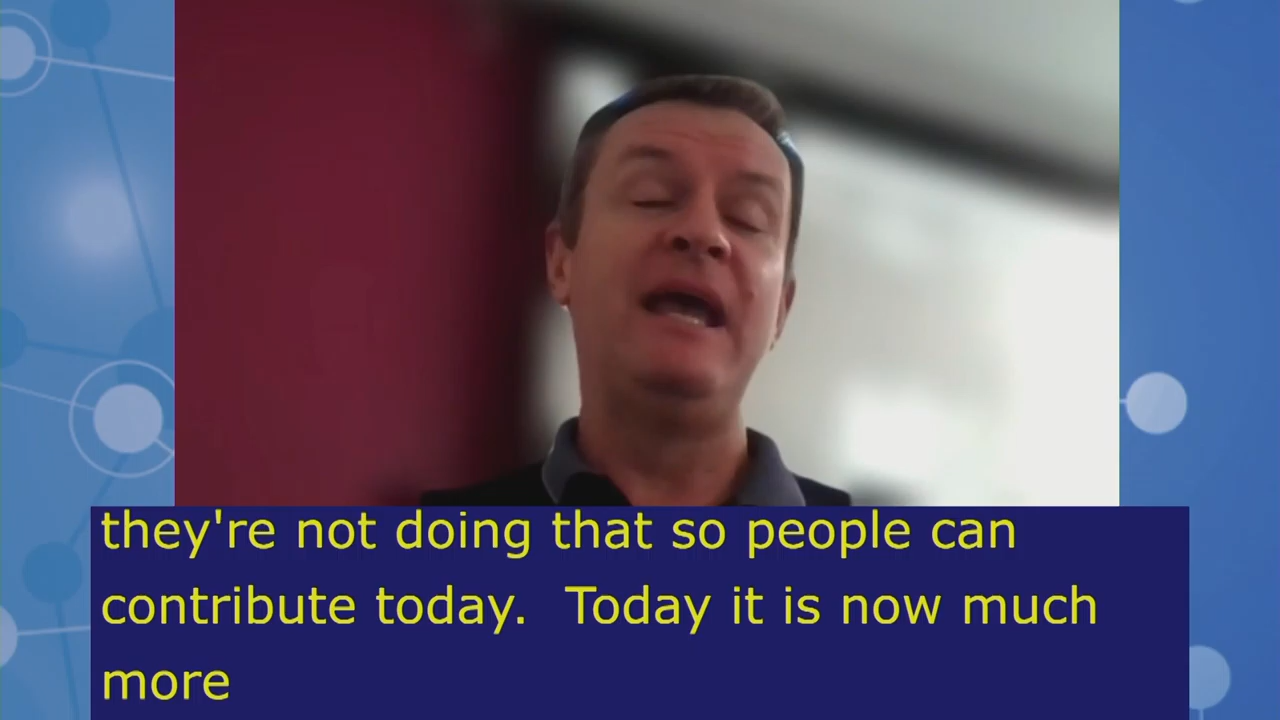 they're not doing that so people can
contribute today.  Today it is now much
more